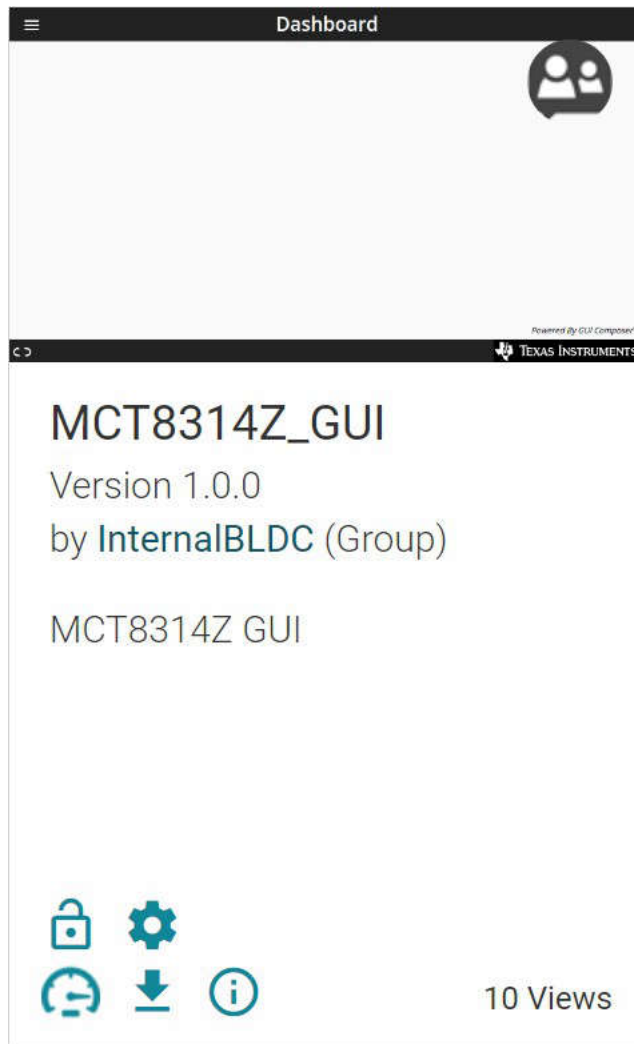 Dashboard
Powered By GUI Composer
TEXAS INSTRUMENTS
MCT8314Z_GUI
Version 1.0.0
by InternalBLDC (Group)
MCT8314Z GUI
10 Views